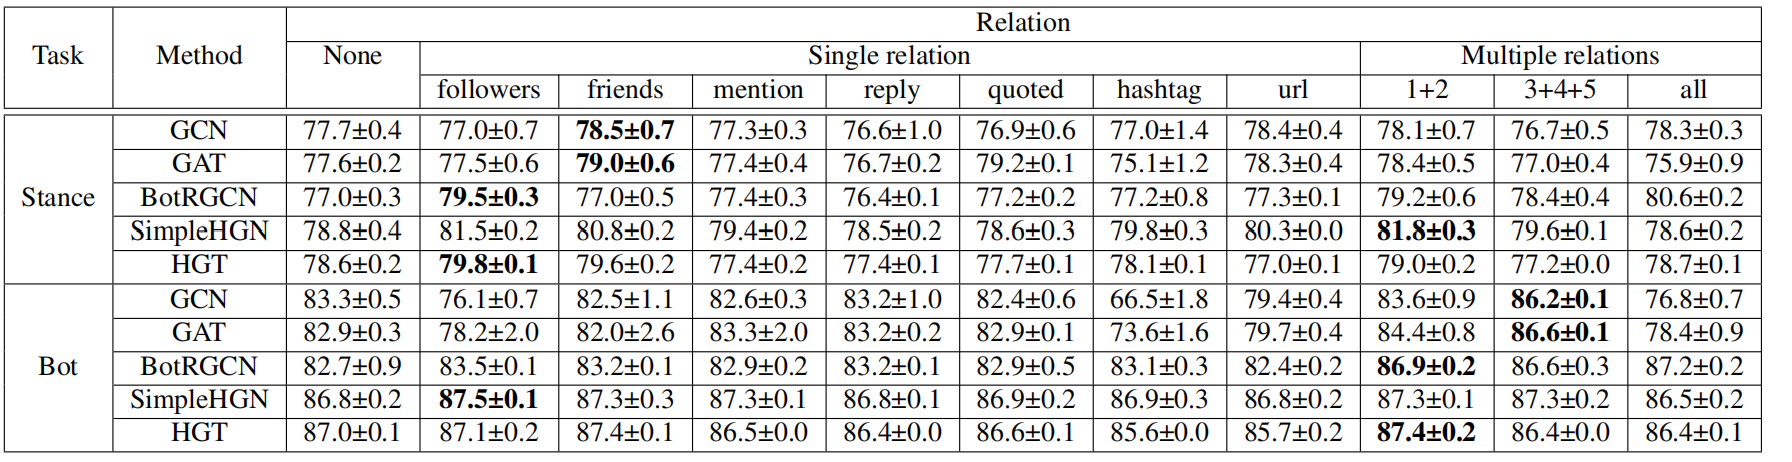 Relation
Task Method None Single relation Multiple relations
followers friends mention reply quoted hashtag url 1+2 3+4+5 all
Stance
GCN 77.7±0.4 77.0±0.7 78.5±0.7 77.3±0.3 76.6±1.0 76.9±0.6 77.0±1.4 78.4±0.4 78.1±0.7 76.7±0.5 78.3±0.3
GAT 77.6±0.2 77.5±0.6 79.0±0.6 77.4±0.4 76.7±0.2 79.2±0.1 75.1±1.2 78.3±0.4 78.4±0.5 77.0±0.4 75.9±0.9
BotRGCN 77.0±0.3 79.5±0.3 77.0±0.5 77.4±0.3 76.4±0.1 77.2±0.2 77.2±0.8 77.3±0.1 79.2±0.6 78.4±0.4 80.6±0.2
SimpleHGN 78.8±0.4 81.5±0.2 80.8±0.2 79.4±0.2 78.5±0.2 78.6±0.3 79.8±0.3 80.3±0.0 81.8±0.3 79.6±0.1 78.6±0.2
HGT 78.6±0.2 79.8±0.1 79.6±0.2 77.4±0.2 77.4±0.1 77.7±0.1 78.1±0.1 77.0±0.1 79.0±0.2 77.2±0.0 78.7±0.1
Bot
GCN 83.3±0.5 76.1±0.7 82.5±1.1 82.6±0.3 83.2±1.0 82.4±0.6 66.5±1.8 79.4±0.4 83.6±0.9 86.2±0.1 76.8±0.7
GAT 82.9±0.3 78.2±2.0 82.0±2.6 83.3±2.0 83.2±0.2 82.9±0.1 73.6±1.6 79.7±0.4 84.4±0.8 86.6±0.1 78.4±0.9
BotRGCN 82.7±0.9 83.5±0.1 83.2±0.1 82.9±0.2 83.2±0.1 82.9±0.5 83.1±0.3 82.4±0.2 86.9±0.2 86.6±0.3 87.2±0.2
SimpleHGN 86.8±0.2 87.5±0.1 87.3±0.3 87.3±0.1 86.8±0.1 86.9±0.2 86.9±0.3 86.8±0.2 87.3±0.1 87.3±0.2 86.5±0.2
HGT 87.0±0.1 87.1±0.2 87.4±0.1 86.5±0.0 86.4±0.0 86.6±0.1 85.6±0.0 85.7±0.2 87.4±0.2 86.4±0.0 86.4±0.1